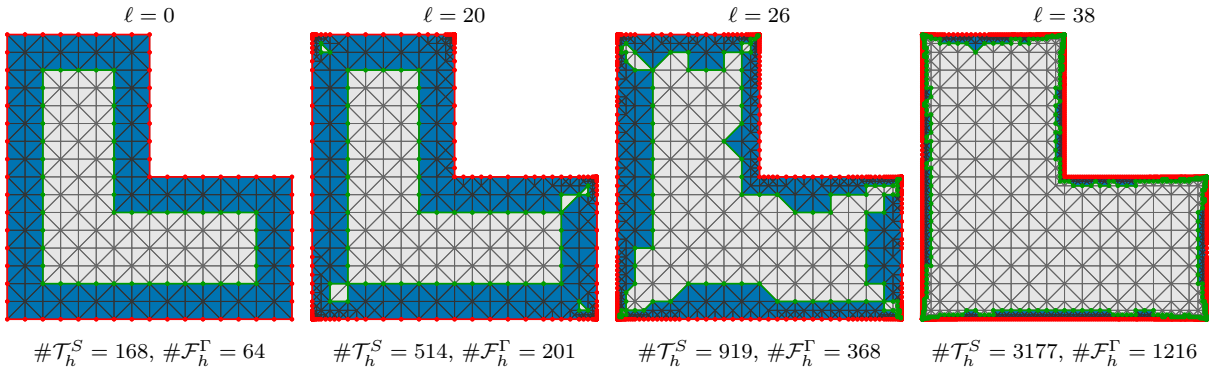 ℓ = 0 ℓ = 20 ℓ = 26 ℓ = 38
#𝒯_h^S = 168, #ℱ_h^Γ = 64 #𝒯_h^S = 514, #ℱ_h^Γ = 201 #𝒯_h^S = 919, #ℱ_h^Γ = 368 #𝒯_h^S = 3177, #ℱ_h^Γ = 1216